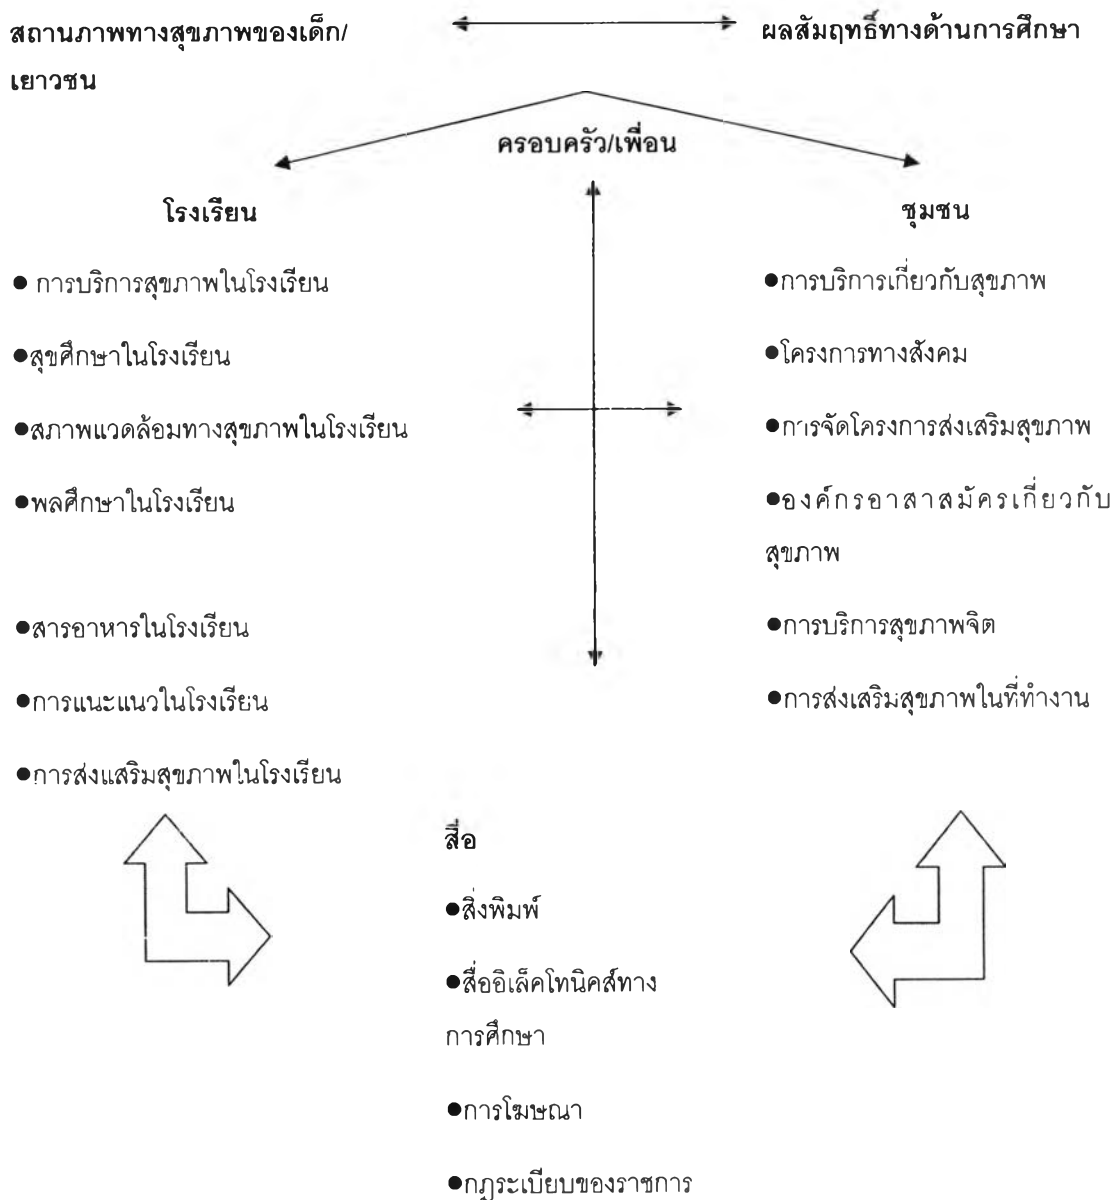 สถานภาพทางสุขภาพของเด็ก/
เยาวชน
ผลสัมฤทธิ์ทางด้านการศึกษา
ครอบครัว/เพื่อน
โรงเรียน
● การบริการสุขภาพในโรงเรียน
●สุขศึกษาในโรงเรียน
●สภาพแวดล้อมทางสุขภาพในโรงเรียน
●พลศึกษาในโรงเรียน
●สารอาหารในโรงเรียน
●การแนะแนวในโรงเรียน
●การส่งแสริมสุขภาพในโรงเรียน
ชุมชน
●การบริการเกี่ยวกับสุขภาพ
●โครงการทางสังคม
●การจัดโครงการส่งเสริมสุขภาพ
●องค์กรอาสาสมัครเกี่ยวกับ
สุขภาพ
●การบริการสุขภาพจิต
●การส่งเสริมสุขภาพในที่ทำงาน
สื่อ
●สิ่งพิมพ์
●สื่ออิเล็คโทนิคส์ทาง
การศึกษา
●การโฆษณา
●กฎระเบียบของราชการ